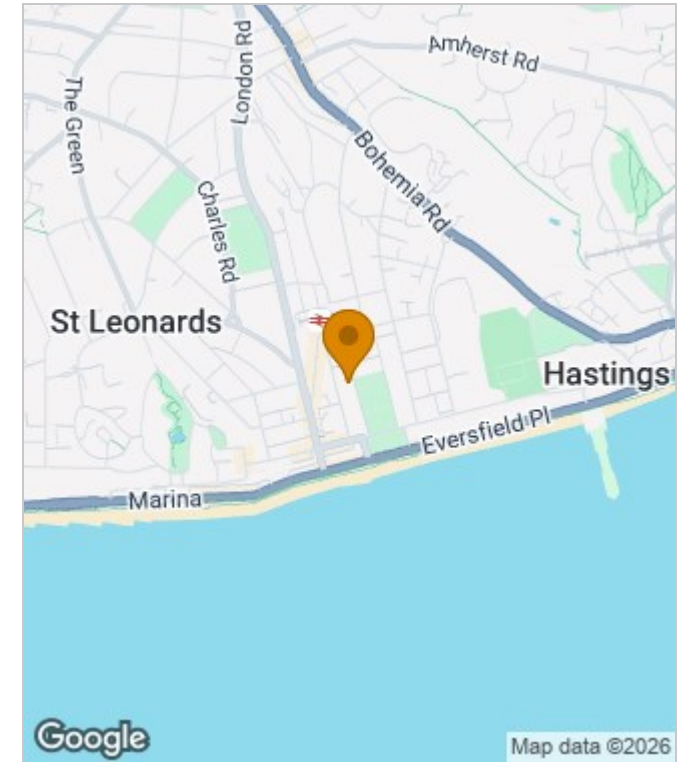 Amherst Rd
London Rd
The Green
Bohemia Rd
Charles Rd
St Leonards
Hastings
Eversfield Pl
Marina
Google
Map data ©2026